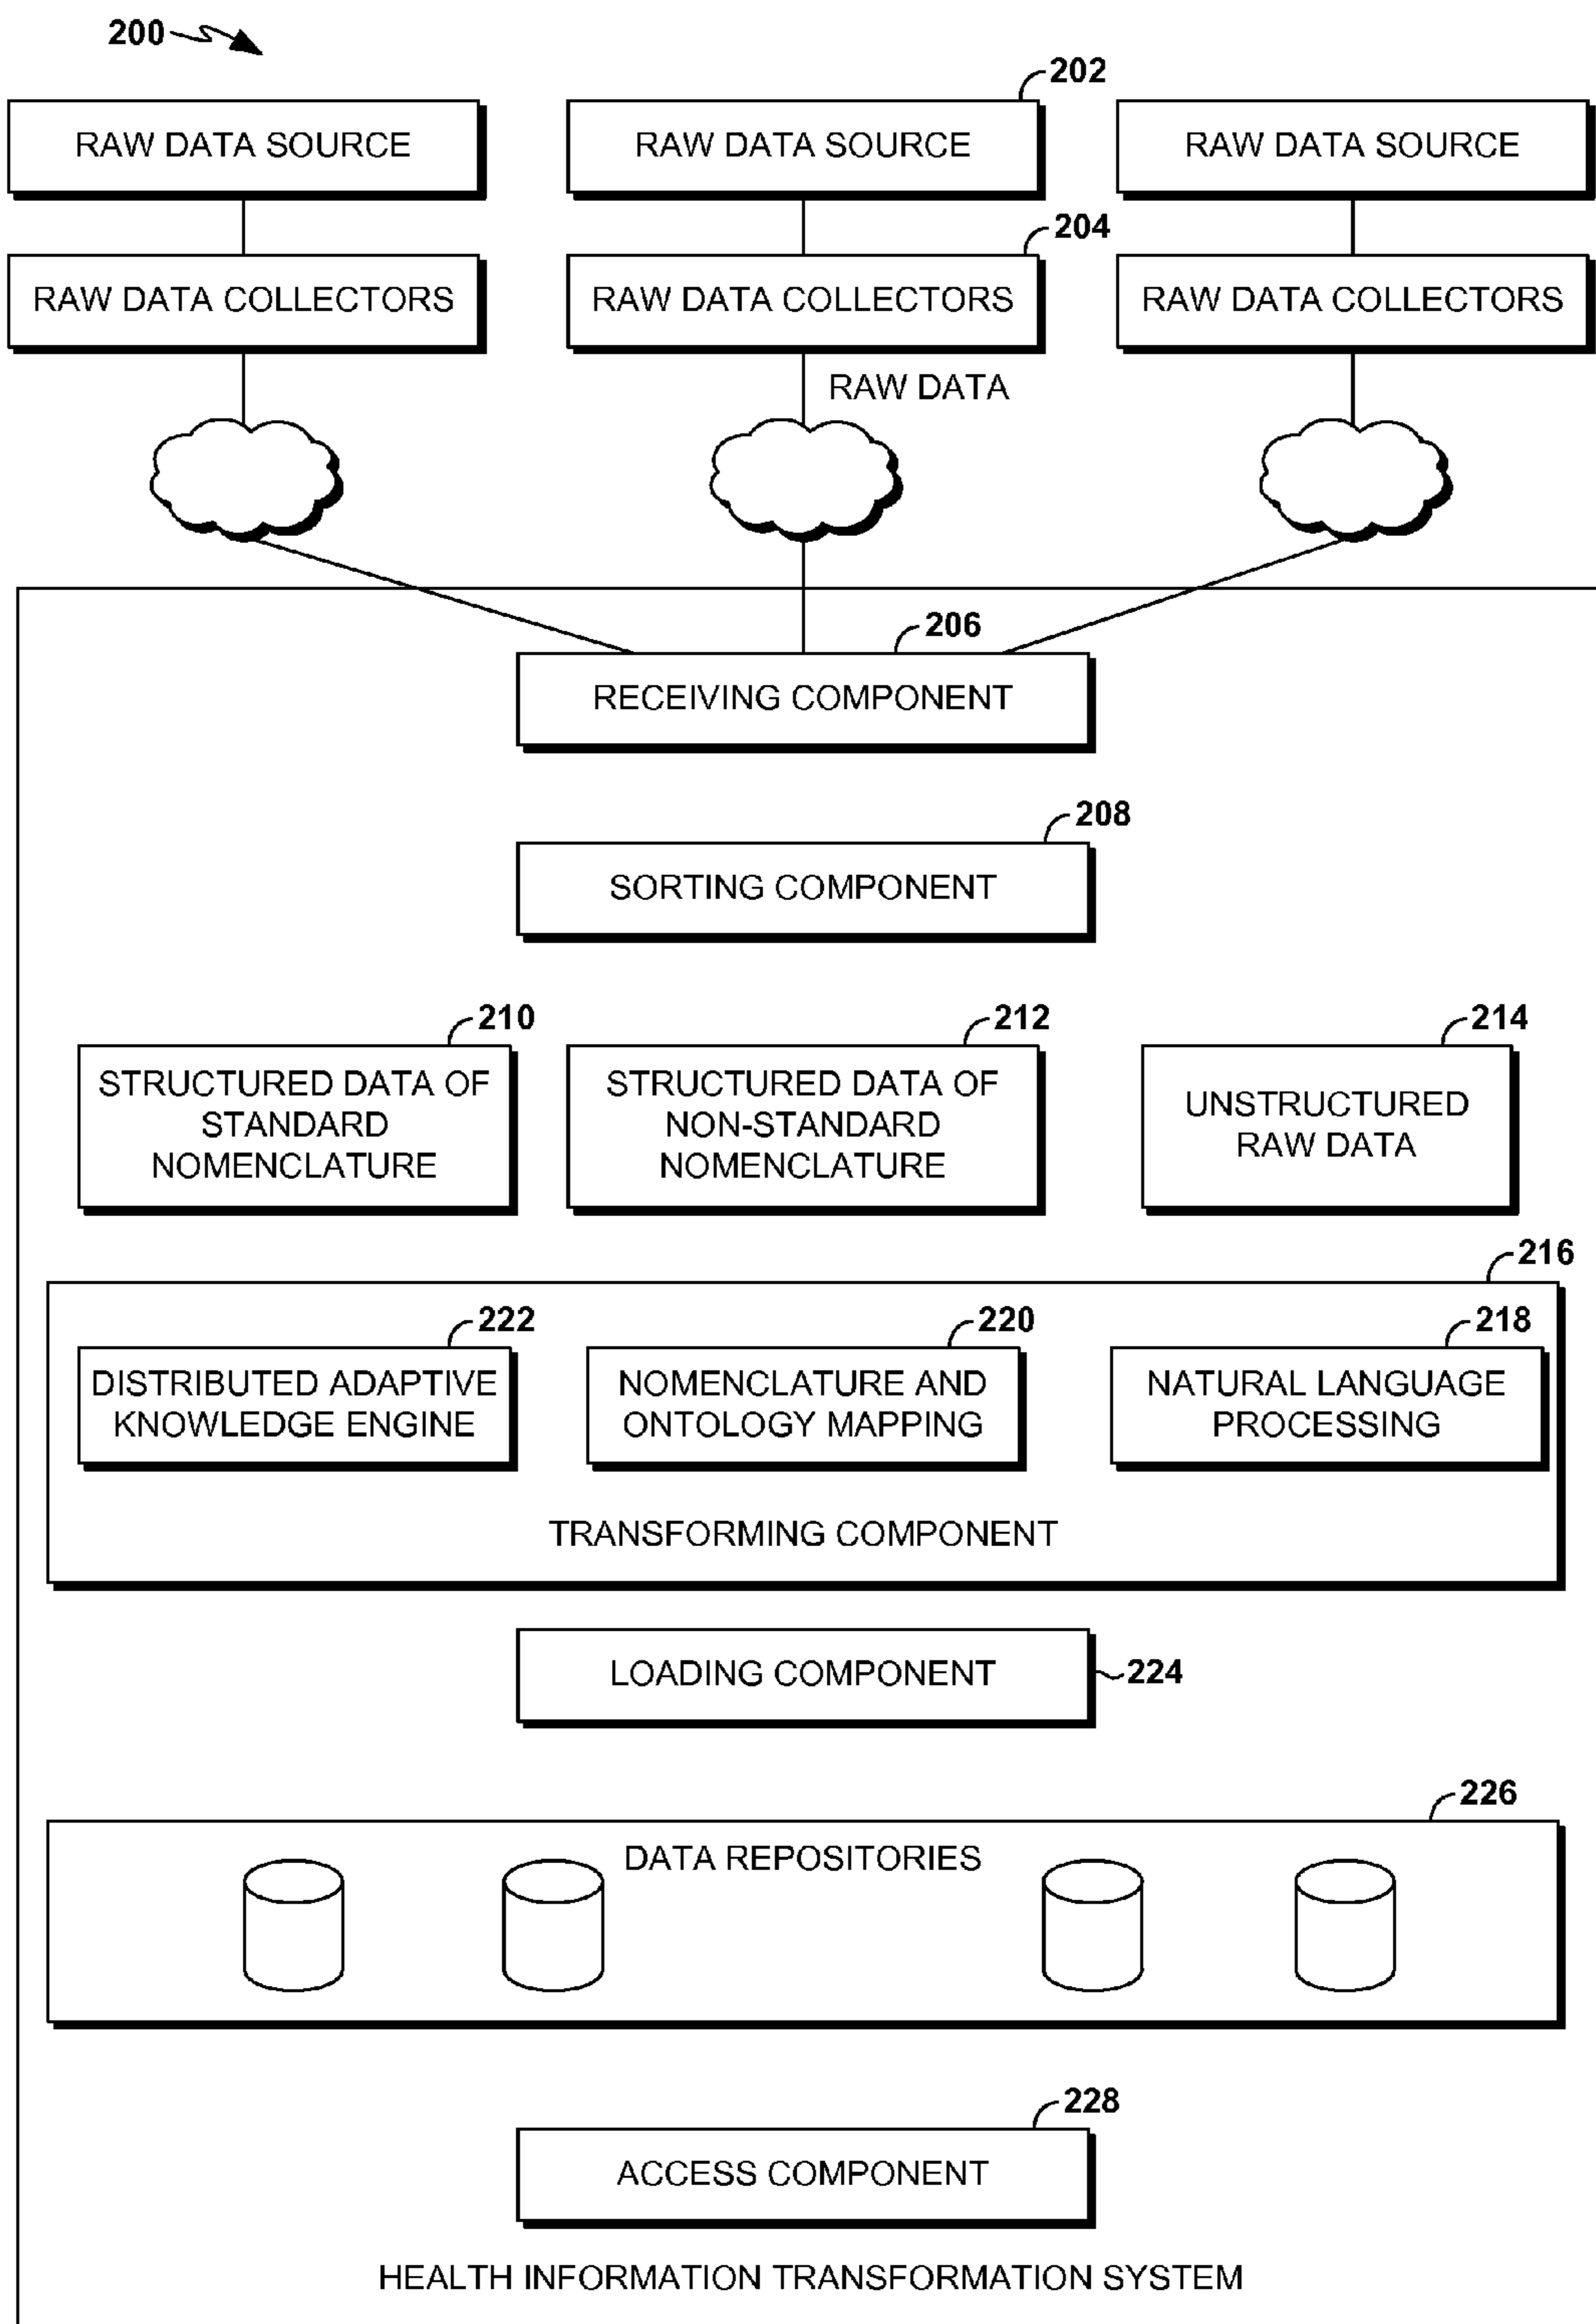 200
202
RAW DATA SOURCE
RAW DATA SOURCE
RAW DATA SOURCE
204
RAW DATA COLLECTORS
RAW DATA COLLECTORS
RAW DATA COLLECTORS
RAW DATA
206
RECEIVING COMPONENT
208
SORTING COMPONENT
210
STRUCTURED DATA OF
STANDARD
NOMENCLATURE
212
STRUCTURED DATA OF
NON-STANDARD
NOMENCLATURE
214
UNSTRUCTURED
RAW DATA
216
222
DISTRIBUTED ADAPTIVE
KNOWLEDGE ENGINE
220
NOMENCLATURE AND
ONTOLOGY MAPPING
218
NATURAL LANGUAGE
PROCESSING
TRANSFORMING COMPONENT
LOADING COMPONENT
224
226
DATA REPOSITORIES
228
ACCESS COMPONENT
HEALTH INFORMATION TRANSFORMATION SYSTEM